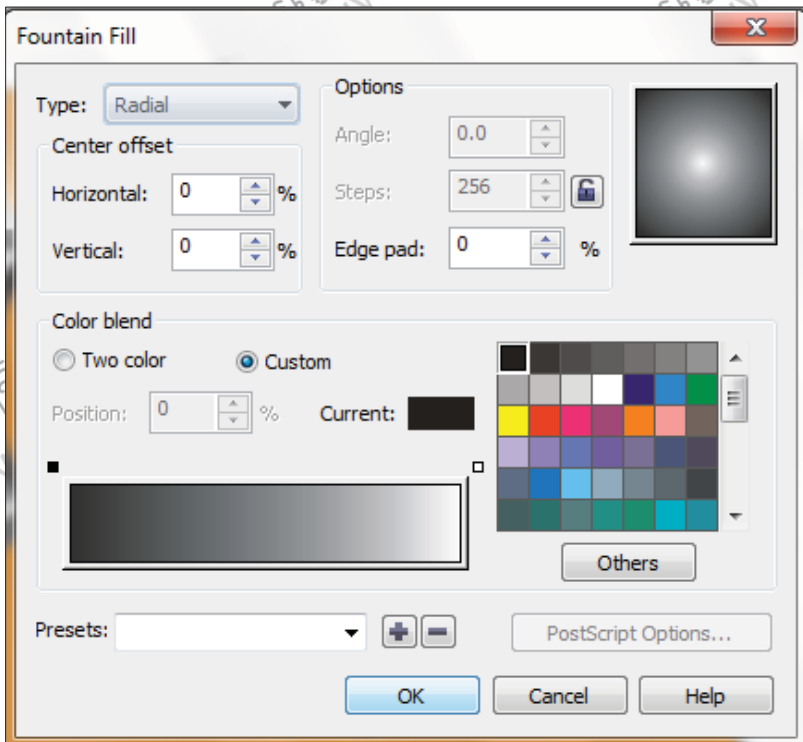 Fountain Fill
Type: Radial
Options
Angle: 0.0
Center offset
Horizontal: 0 %
Steps: 256
Vertical: 0 %
Edge pad: 0 %
Color blend
Two color Custom
Position: 0 % Current:
Others
Presets:
PostScript Options...
OK Cancel Help